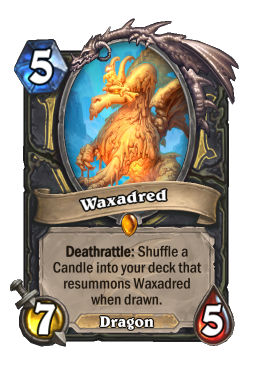 5
Waxadred
Deathrattle: Shuffle a
Candle into your deck that
resummons Waxadred
when drawn.
7
Dragon
5